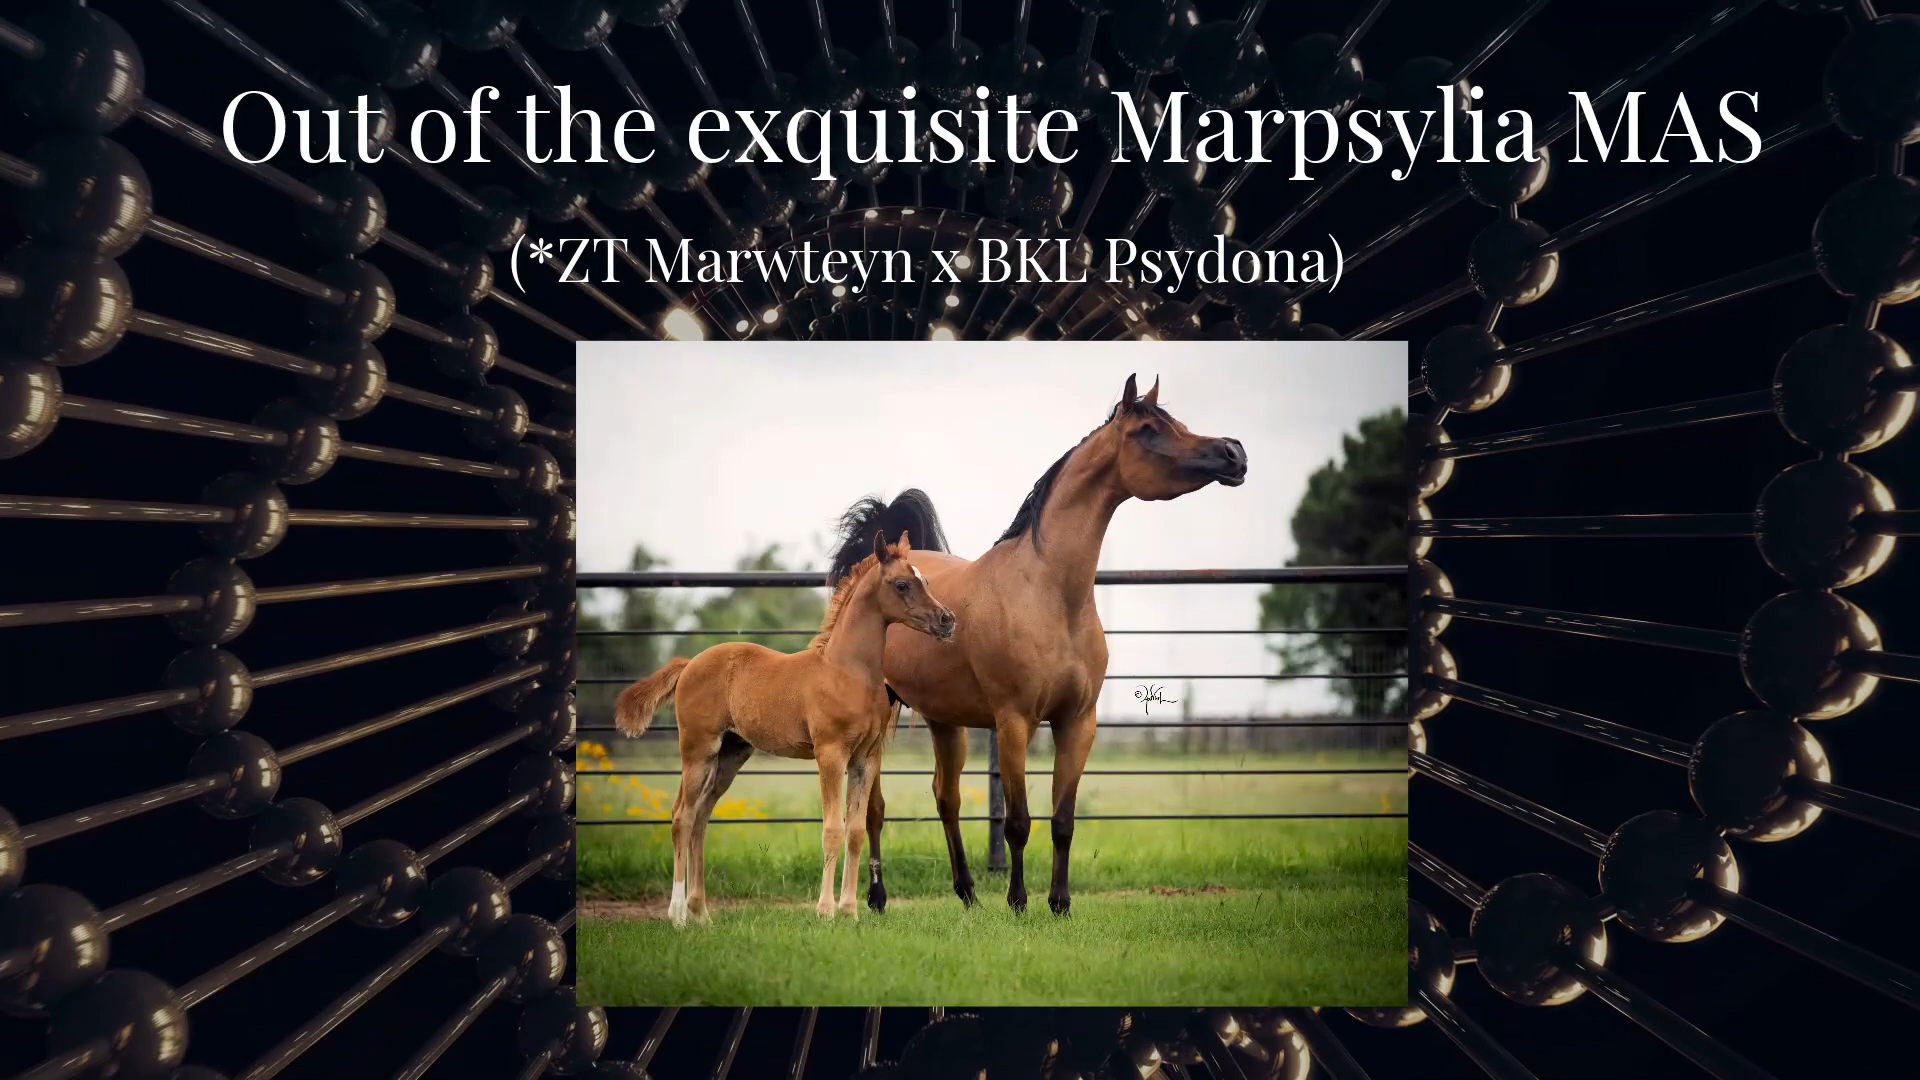 Out of the exquisite Marpsylia MAS
(*ZT Marwteyn x BKL Psydona)